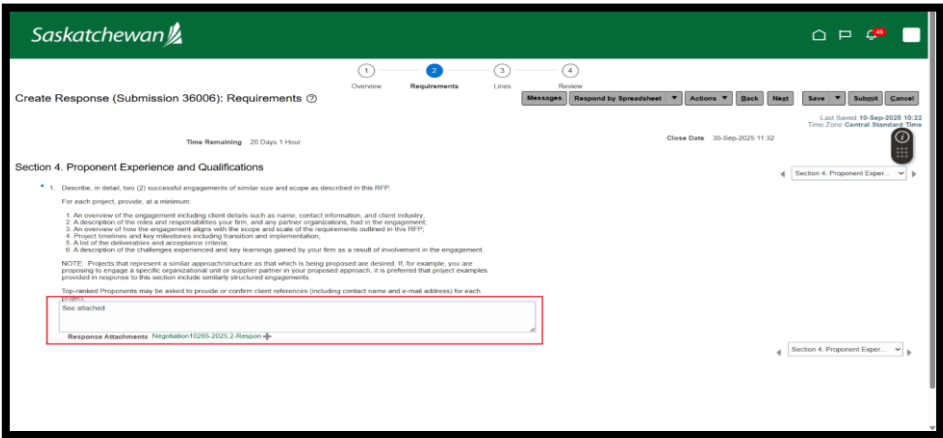 Saskatchewan
45
1
2
3
4
Overview
Requirements
Lines
Review
Create Response (Submission 36006): Requirements ?
Messages
Respond by Spreadsheet
Actions
Back
Next
Save
Submit
Cancel
Last Saved 10-Sep-2025 10:22
Time Zone Central Standard Time
Time Remaining 20 Days 1 Hour
Close Date 30-Sep-2025 11:32
Section 4. Proponent Experience and Qualifications
Section 4. Proponent Exper...
* 1. Describe, in detail, two (2) successful engagements of similar size and scope as described in this RFP.
For each project, provide, at a minimum:
1. An overview of the engagement including client details such as name, contact information, and client industry;
2. A description of the roles and responsibilities your firm, and any partner organizations, had in the engagement;
3. An overview of how the engagement aligns with the scope and scale of the requirements outlined in this RFP;
4. Project timelines and key milestones including transition and implementation;
5. A list of the deliverables and acceptance criteria;
6. A description of the challenges experienced and key learnings gained by your firm as a result of involvement in the engagement.
NOTE: Projects that represent a similar approach/structure as that which is being proposed are desired. If, for example, you are
proposing to engage a specific organizational unit or supplier partner in your proposed approach, it is preferred that project examples
provided in response to this section include similarly structured engagements.
Top-ranked Proponents may be asked to provide or confirm client references (including contact name and e-mail address) for each
project.
See attached
Response Attachments Negotiation10265-2025,2-Respon
Section 4. Proponent Exper...